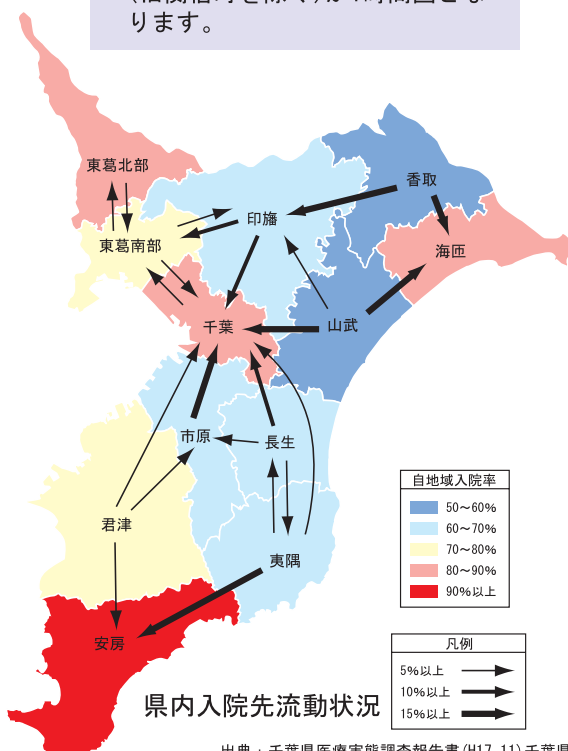 ります。
東葛北部
香取
印旛
海匝
東葛南部
千葉
山武
市原
長生
君津
夷隅
安房
自地域入院率
50～60%
60～70%
70～80%
80～90%
90%以上
凡例
5%以上
10%以上
15%以上
県内入院先流動状況